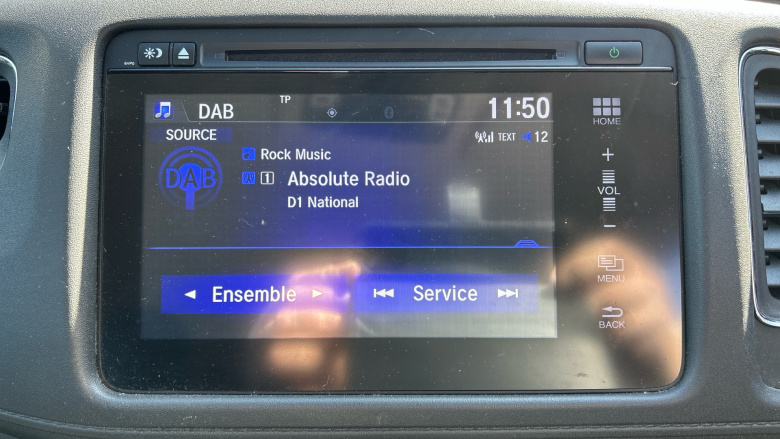 DAB
TP
11:50
HOME
SOURCE
TEXT 12
DAB
Rock Music
1 Absolute Radio
D1 National
+
VOL
−
Ensemble
Service
MENU
BACK